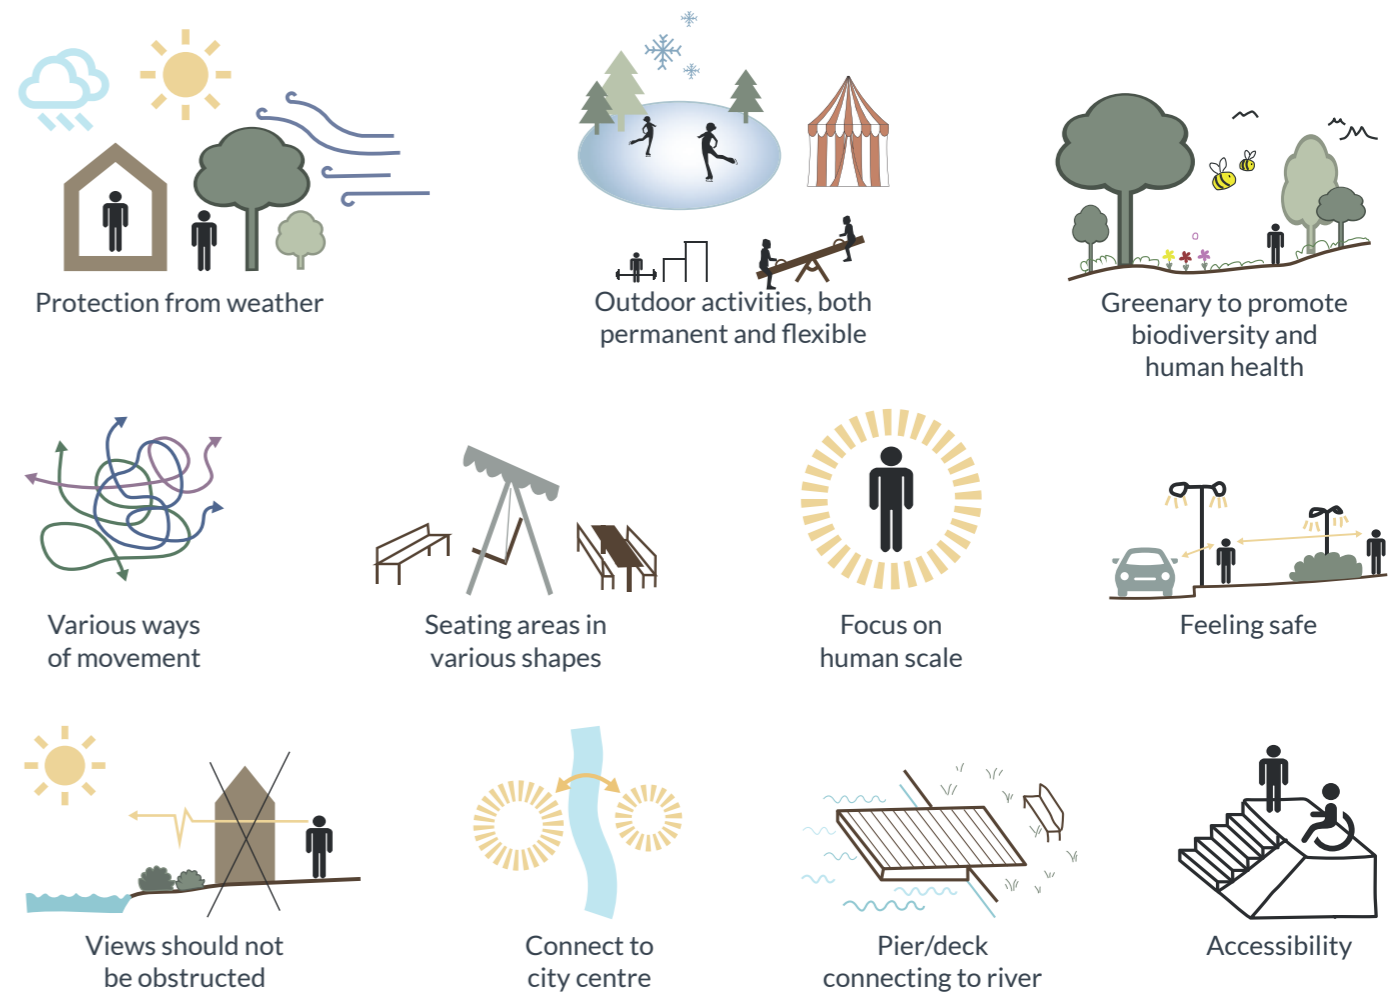 Protection from weather
Outdoor activities, both
permanent and flexible
Greenary to promote
biodiversity and
human health
Various ways
of movement
Seating areas in
various shapes
Focus on
human scale
Feeling safe
Views should not
be obstructed
Connect to
city centre
Pier/deck
connecting to river
Accessibility